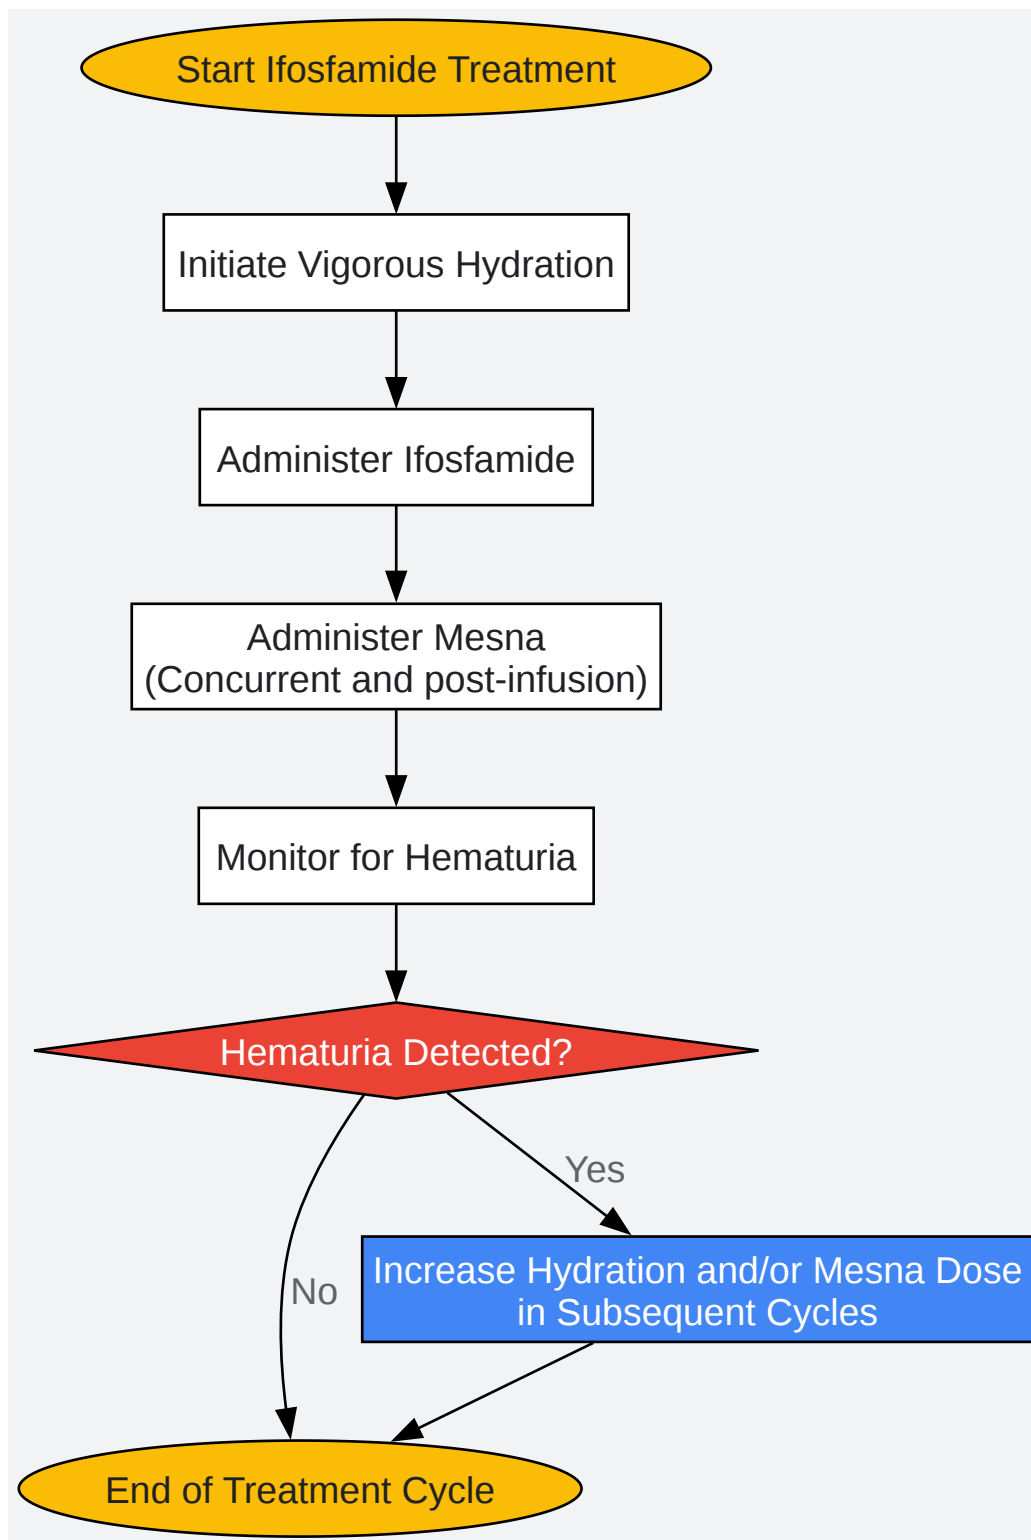 Start Ifosfamide Treatment
Initiate Vigorous Hydration
Administer Ifosfamide
Administer Mesna
(Concurrent and post-infusion)
Monitor for Hematuria
Hematuria Detected?
Yes
Increase Hydration and/or Mesna Dose
in Subsequent Cycles
No
End of Treatment Cycle